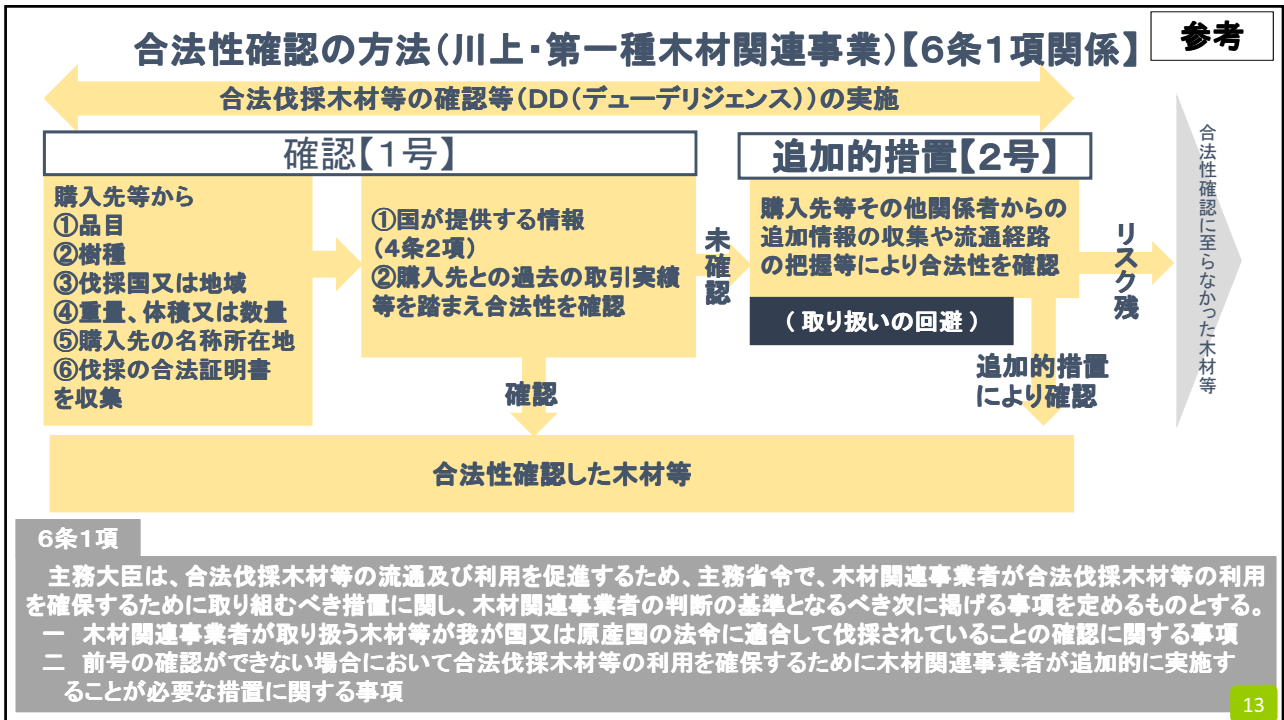 合法性確認の方法(川上・第一種木材関連事業)【6条1項関係】
参考
合法伐採木材等の確認等(DD(デューデリジェンス))の実施
確認【1号】
購入先等から
①品目
②樹種
③伐採国又は地域
④重量、体積又は数量
⑤購入先の名称所在地
⑥伐採の合法証明書
を収集
①国が提供する情報
(4条2項)
②購入先との過去の取引実績
等を踏まえ合法性を確認
未確認
追加的措置【2号】
購入先等その他関係者からの
追加情報の収集や流通経路
の把握等により合法性を確認
(取り扱いの回避)
リスク残
合法性確認に至らなかった木材等
確認
追加的措置
により確認
合法性確認した木材等
6条1項
主務大臣は、合法伐採木材等の流通及び利用を促進するため、主務省令で、木材関連事業者が合法伐採木材等の利用
を確保するために取り組むべき措置に関し、木材関連事業者の判断の基準となるべき次に掲げる事項を定めるものとする。
一 木材関連事業者が取り扱う木材等が我が国又は原産国の法令に適合して伐採されていることの確認に関する事項
二 前号の確認ができない場合において合法伐採木材等の利用を確保するために木材関連事業者が追加的に実施す
ることが必要な措置に関する事項
13